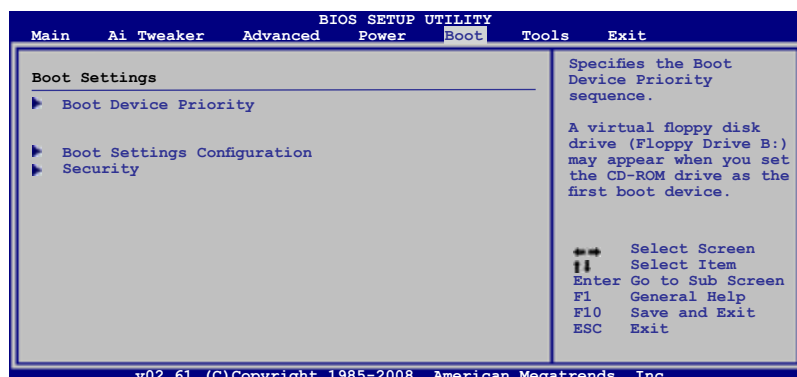 BIOS SETUP UTILITY
Main Ai Tweaker Advanced Power Boot Tools Exit
Boot Settings
Boot Device Priority
Boot Settings Configuration
Security
Specifies the Boot
Device Priority
sequence.
A virtual floppy disk
drive (Floppy Drive B:)
may appear when you set
the CD-ROM drive as the
first boot device.
Select Screen
Select Item
Enter Go to Sub Screen
F1 General Help
F10 Save and Exit
ESC Exit
v02.61 (C)Copyright 1985-2008, American Megatrends, Inc.